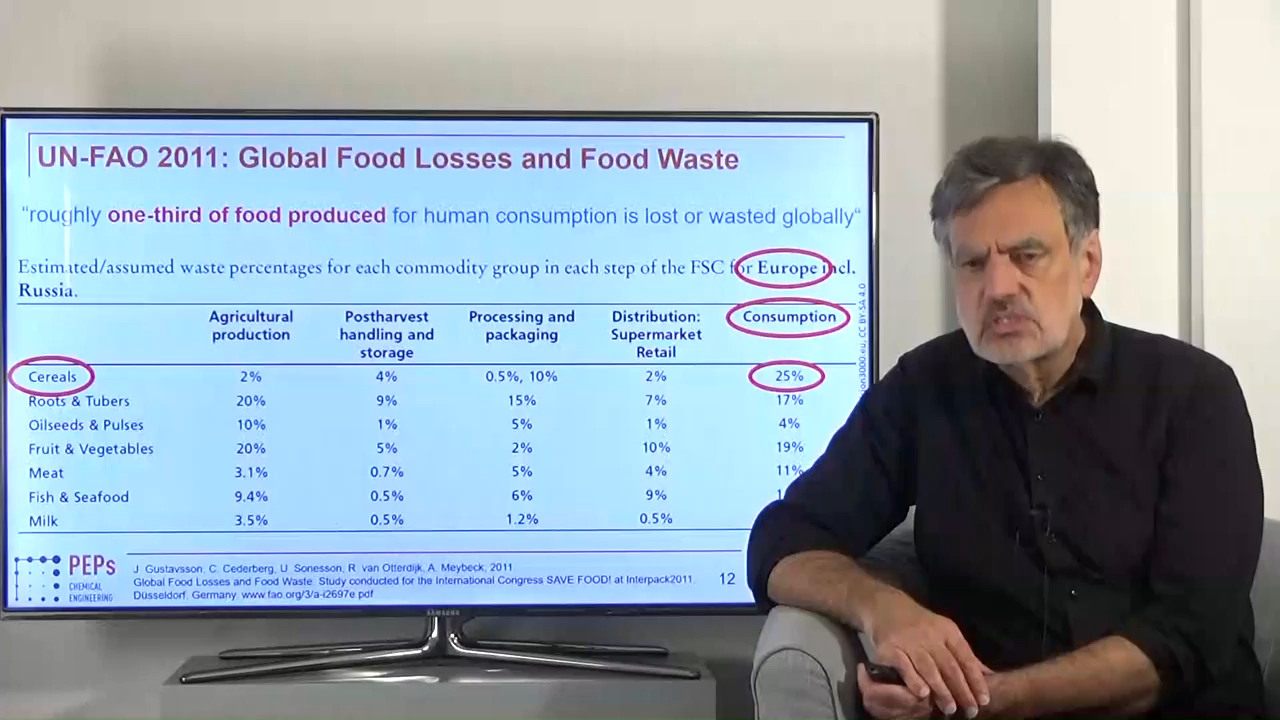 UN-FAO 2011: Global Food Losses and Food Waste
“roughly one-third of food produced for human consumption is lost or wasted globally“
Estimated/assumed waste percentages for each commodity group in each step of the FSC for Europe incl.
Russia.
Agricultural production Postharvest handling and storage Processing and packaging Distribution: Supermarket Retail Consumption
Cereals 2% 4% 0.5%, 10% 2% 25%
Roots & Tubers 20% 9% 15% 7% 17%
Oilseeds & Pulses 10% 1% 5% 1% 4%
Fruit & Vegetables 20% 5% 2% 10% 19%
Meat 3.1% 0.7% 5% 4% 11%
Fish & Seafood 9.4% 0.5% 6% 9%
Milk 3.5% 0.5% 1.2% 0.5%
CC BY-SA 4.0
PEPs
CHEMICAL
ENGINEERING
J. Gustavsson, C. Cederberg, U. Sonesson, R. van Otterdijk, A. Meybeck, 2011
Global Food Losses and Food Waste. Study conducted for the International Congress SAVE FOOD! at Interpack2011,
Düsseldorf, Germany. www.fao.org/3/a-i2697e.pdf
12
SAMSUNG